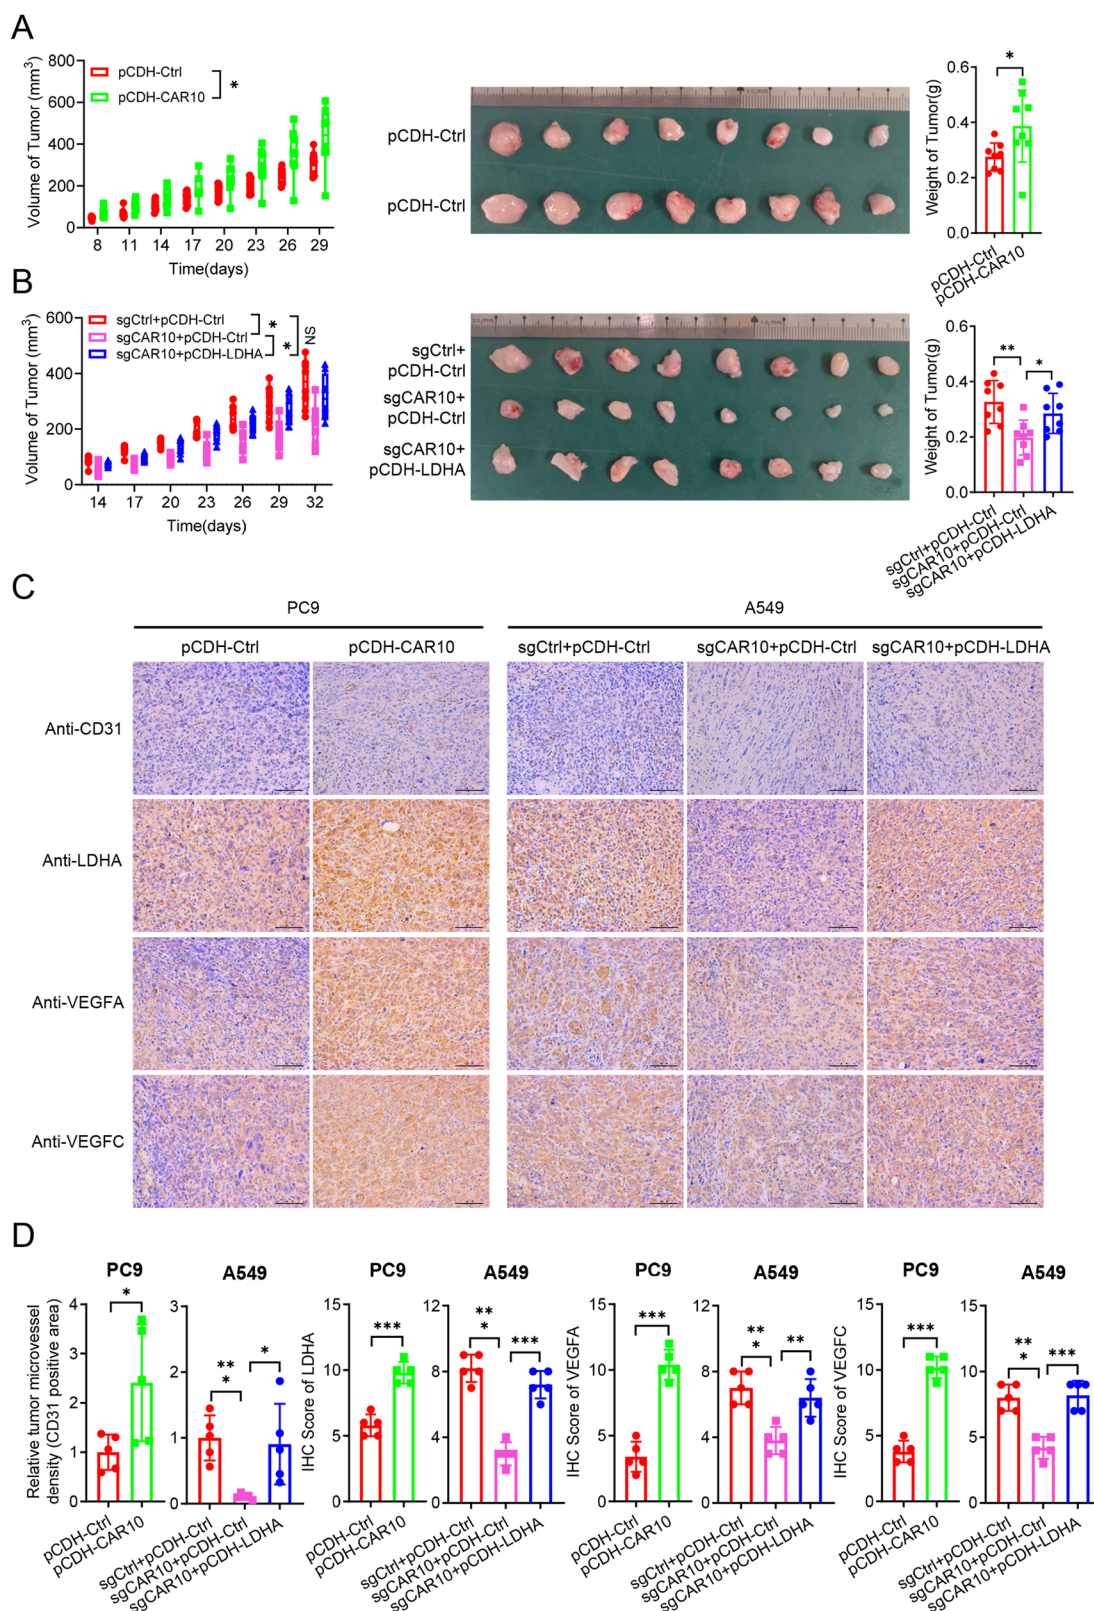 A
Volume of Tumor (mm3)
800
600
400
200
0
pCDH-Ctrl
pCDH-CAR10
*
8 11 14 17 20 23 26 29
Time(days)
pCDH-Ctrl
pCDH-Ctrl
Weight of Tumor(g)
0.6
0.4
0.2
0.0
*
pCDH-Ctrl
pCDH-CAR10
B
Volume of Tumor (mm3)
600
400
200
0
sgCtrl+pCDH-Ctrl
sgCAR10+pCDH-Ctrl
sgCAR10+pCDH-LDHA
*
*
*
NS
14 17 20 23 26 29 32
Time(days)
sgCtrl+
pCDH-Ctrl
sgCAR10+
pCDH-Ctrl
sgCAR10+
pCDH-LDHA
Weight of Tumor(g)
0.6
0.4
0.2
0.0
**
*
sgCtrl+pCDH-Ctrl
sgCAR10+pCDH-Ctrl
sgCAR10+pCDH-LDHA
C
PC9
A549
pCDH-Ctrl
pCDH-CAR10
sgCtrl+pCDH-Ctrl
sgCAR10+pCDH-Ctrl
sgCAR10+pCDH-LDHA
Anti-CD31
Anti-LDHA
Anti-VEGFA
Anti-VEGFC
D
Relative tumor microvessel
density (CD31 positive area)
PC9
4
3
2
1
0
*
pCDH-Ctrl
pCDH-CAR10
A549
3
2
1
0
**
*
*
sgCtrl+pCDH-Ctrl
sgCAR10+pCDH-Ctrl
sgCAR10+pCDH-LDHA
IHC Score of LDHA
PC9
15
10
5
0
***
pCDH-Ctrl
pCDH-CAR10
A549
12
8
4
0
**
*
***
sgCtrl+pCDH-Ctrl
sgCAR10+pCDH-Ctrl
sgCAR10+pCDH-LDHA
IHC Score of VEGFA
PC9
15
10
5
0
***
pCDH-Ctrl
pCDH-CAR10
A549
12
8
4
0
**
*
**
sgCtrl+pCDH-Ctrl
sgCAR10+pCDH-Ctrl
sgCAR10+pCDH-LDHA
IHC Score of VEGFC
PC9
15
10
5
0
***
pCDH-Ctrl
pCDH-CAR10
A549
15
10
5
0
**
*
***
sgCtrl+pCDH-Ctrl
sgCAR10+pCDH-Ctrl
sgCAR10+pCDH-LDHA